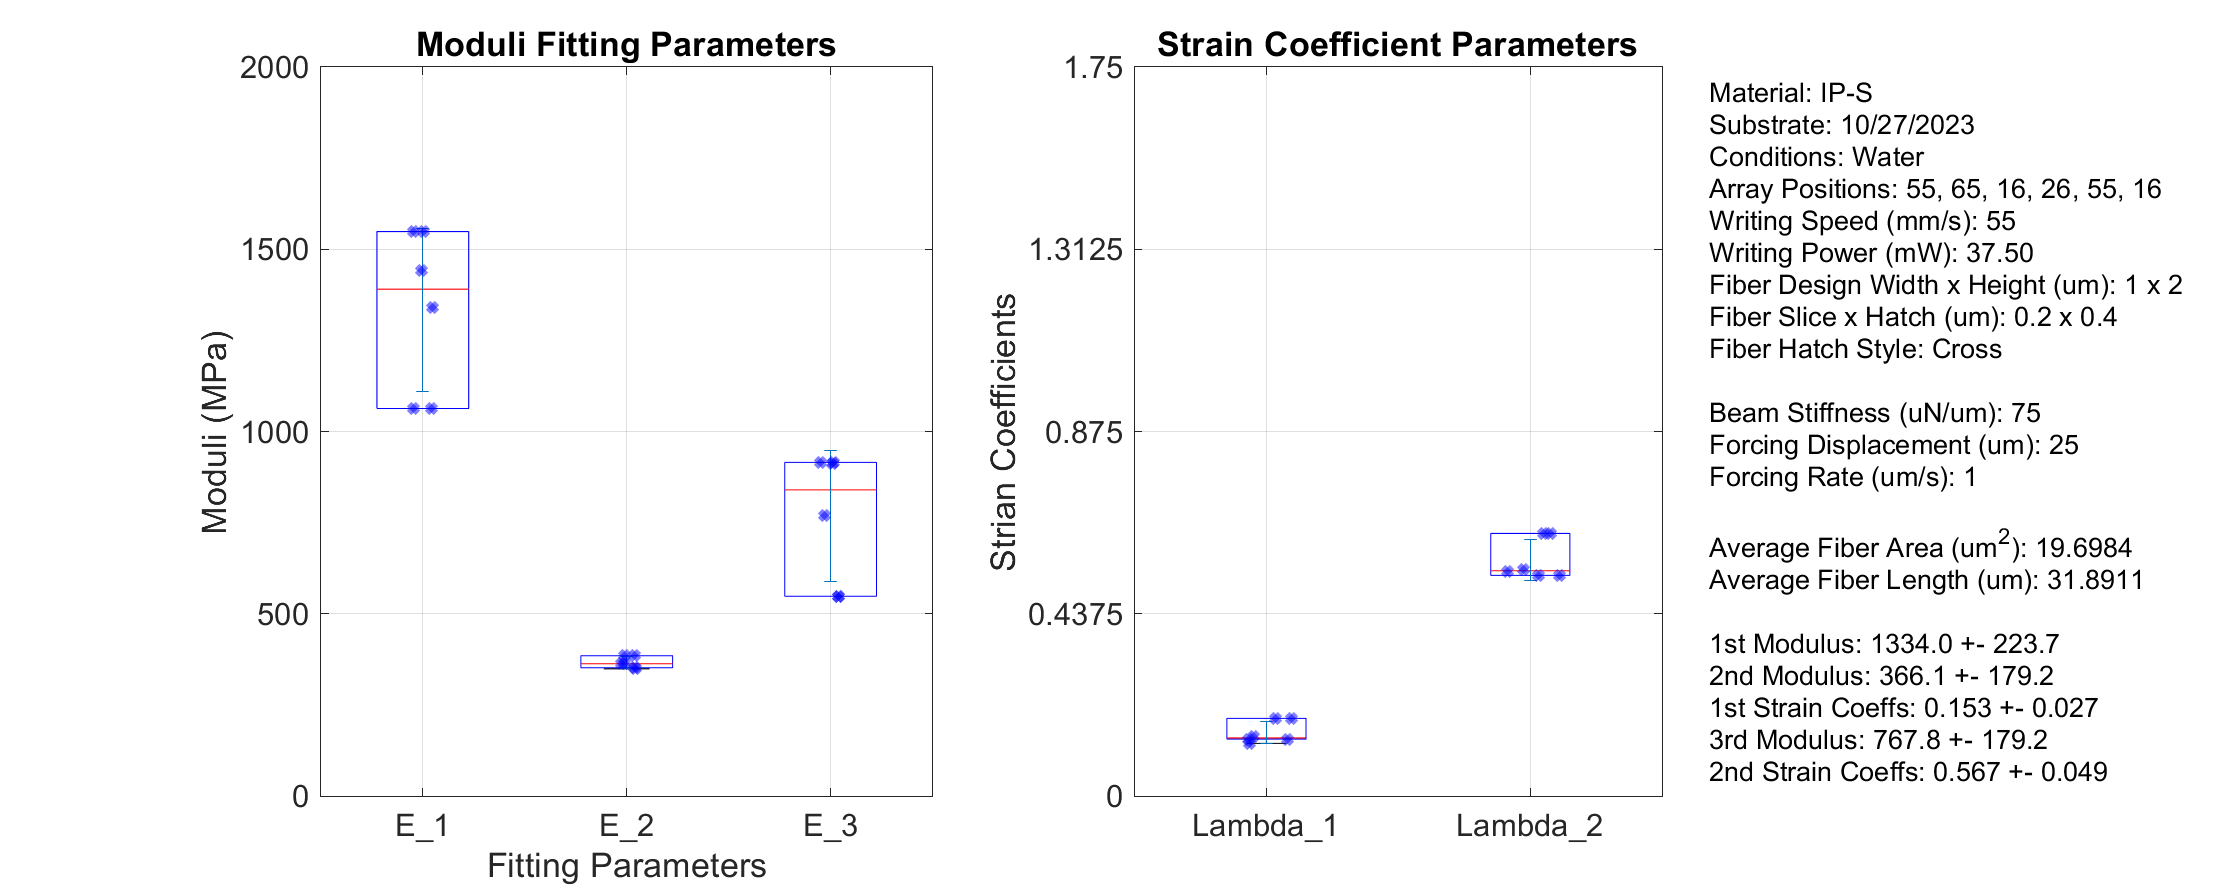 Moduli Fitting Parameters
2000
1500
1000
500
0
Moduli (MPa)
E_1
E_2
E_3
Fitting Parameters
Strain Coefficient Parameters
1.75
1.3125
0.875
0.4375
0
Strian Coefficients
Lambda_1
Lambda_2
Material: IP-S
Substrate: 10/27/2023
Conditions: Water
Array Positions: 55, 65, 16, 26, 55, 16
Writing Speed (mm/s): 55
Writing Power (mW): 37.50
Fiber Design Width x Height (um): 1 x 2
Fiber Slice x Hatch (um): 0.2 x 0.4
Fiber Hatch Style: Cross
Beam Stiffness (uN/um): 75
Forcing Displacement (um): 25
Forcing Rate (um/s): 1
Average Fiber Area (um²): 19.6984
Average Fiber Length (um): 31.8911
1st Modulus: 1334.0 +- 223.7
2nd Modulus: 366.1 +- 179.2
1st Strain Coeffs: 0.153 +- 0.027
3rd Modulus: 767.8 +- 179.2
2nd Strain Coeffs: 0.567 +- 0.049